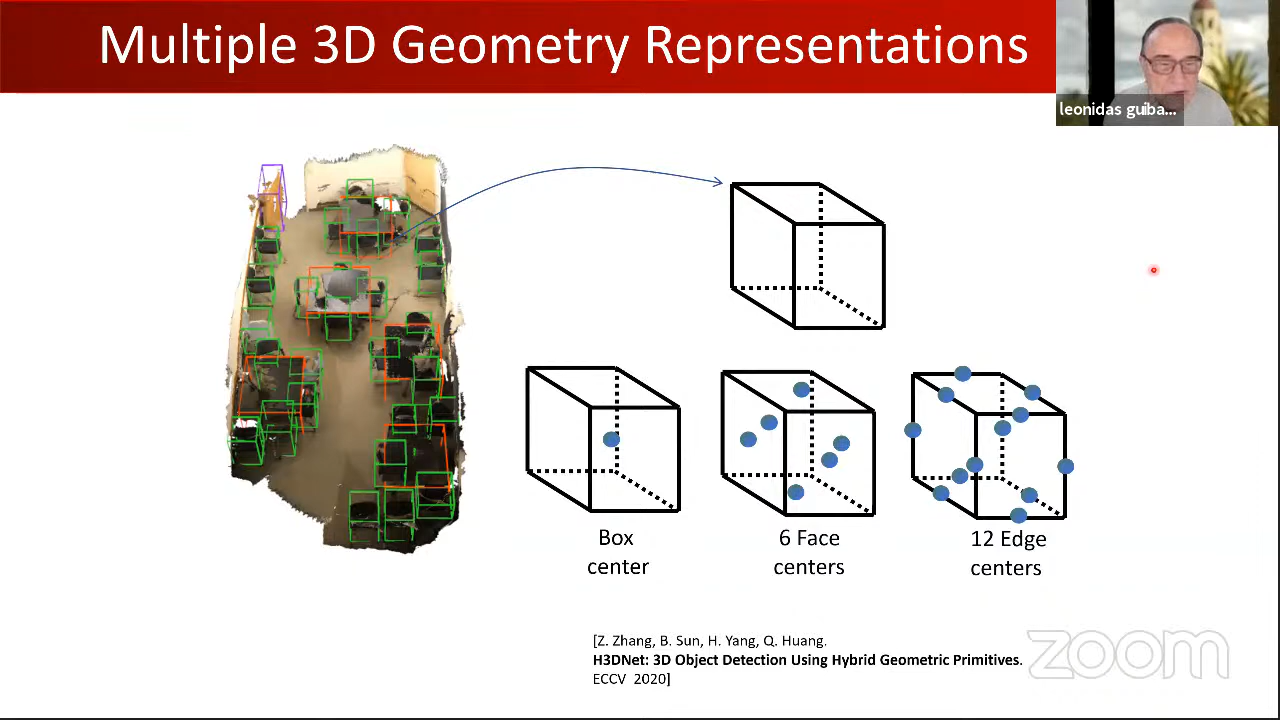 Multiple 3D Geometry Representations
leonidas guiba...
Box
center
6 Face
centers
12 Edge
centers
[Z. Zhang, B. Sun, H. Yang, Q. Huang.
H3DNet: 3D Object Detection Using Hybrid Geometric Primitives.
ECCV 2020]
zoom